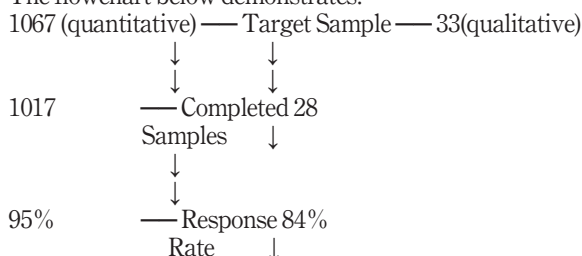 The flowchart below demonstrates:
1067 (quantitative) — Target Sample — 33(qualitative)
↓ ↓
↓ ↓
1017 — Completed 28
Samples ↓
↓
↓
95% — Response 84%
Rate ↓